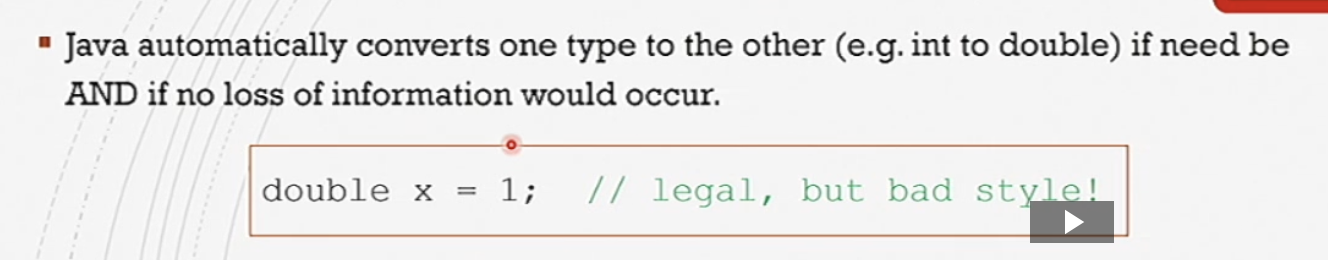 Java automatically converts one type to the other (e.g. int to double) if need be
AND if no loss of information would occur.
double x = 1;  // legal, but bad style!